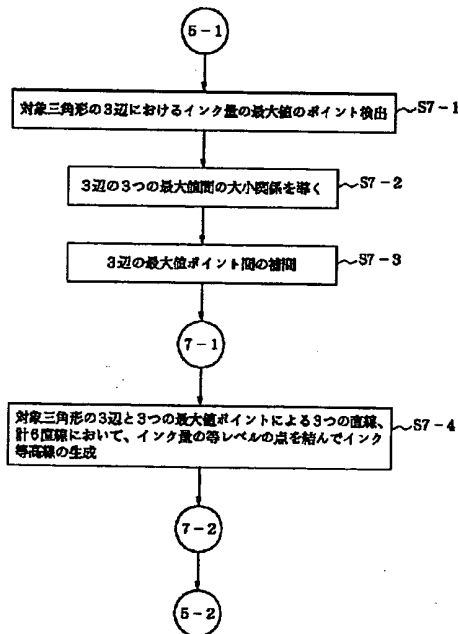 5-1
対象三角形の3辺におけるインク量の最大値のポイント検出
S7-1
3辺の3つの最大値間の大小関係を導く
S7-2
3辺の最大値ポイント間の補間
S7-3
7-1
対象三角形の3辺と3つの最大値ポイントによる3つの直線、
計6直線において、インク量の等レベルの点を結んでインク
等高線の生成
S7-4
7-2
5-2